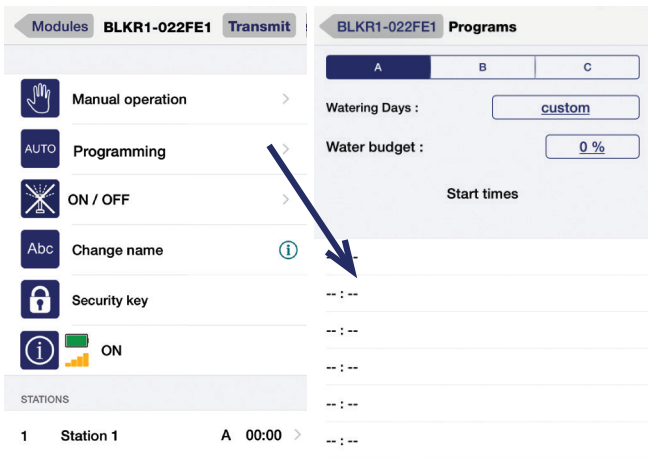 Modules BLKR1-022FE1 Transmit
Manual operation
AUTO Programming
ON / OFF
Abc Change name
Security key
ON
STATIONS
1 Station 1 A 00:00
BLKR1-022FE1 Programs
A B C
Watering Days : custom
Water budget : 0 %
Start times
-- : --
-- : --
-- : --
-- : --
-- : --
-- : --